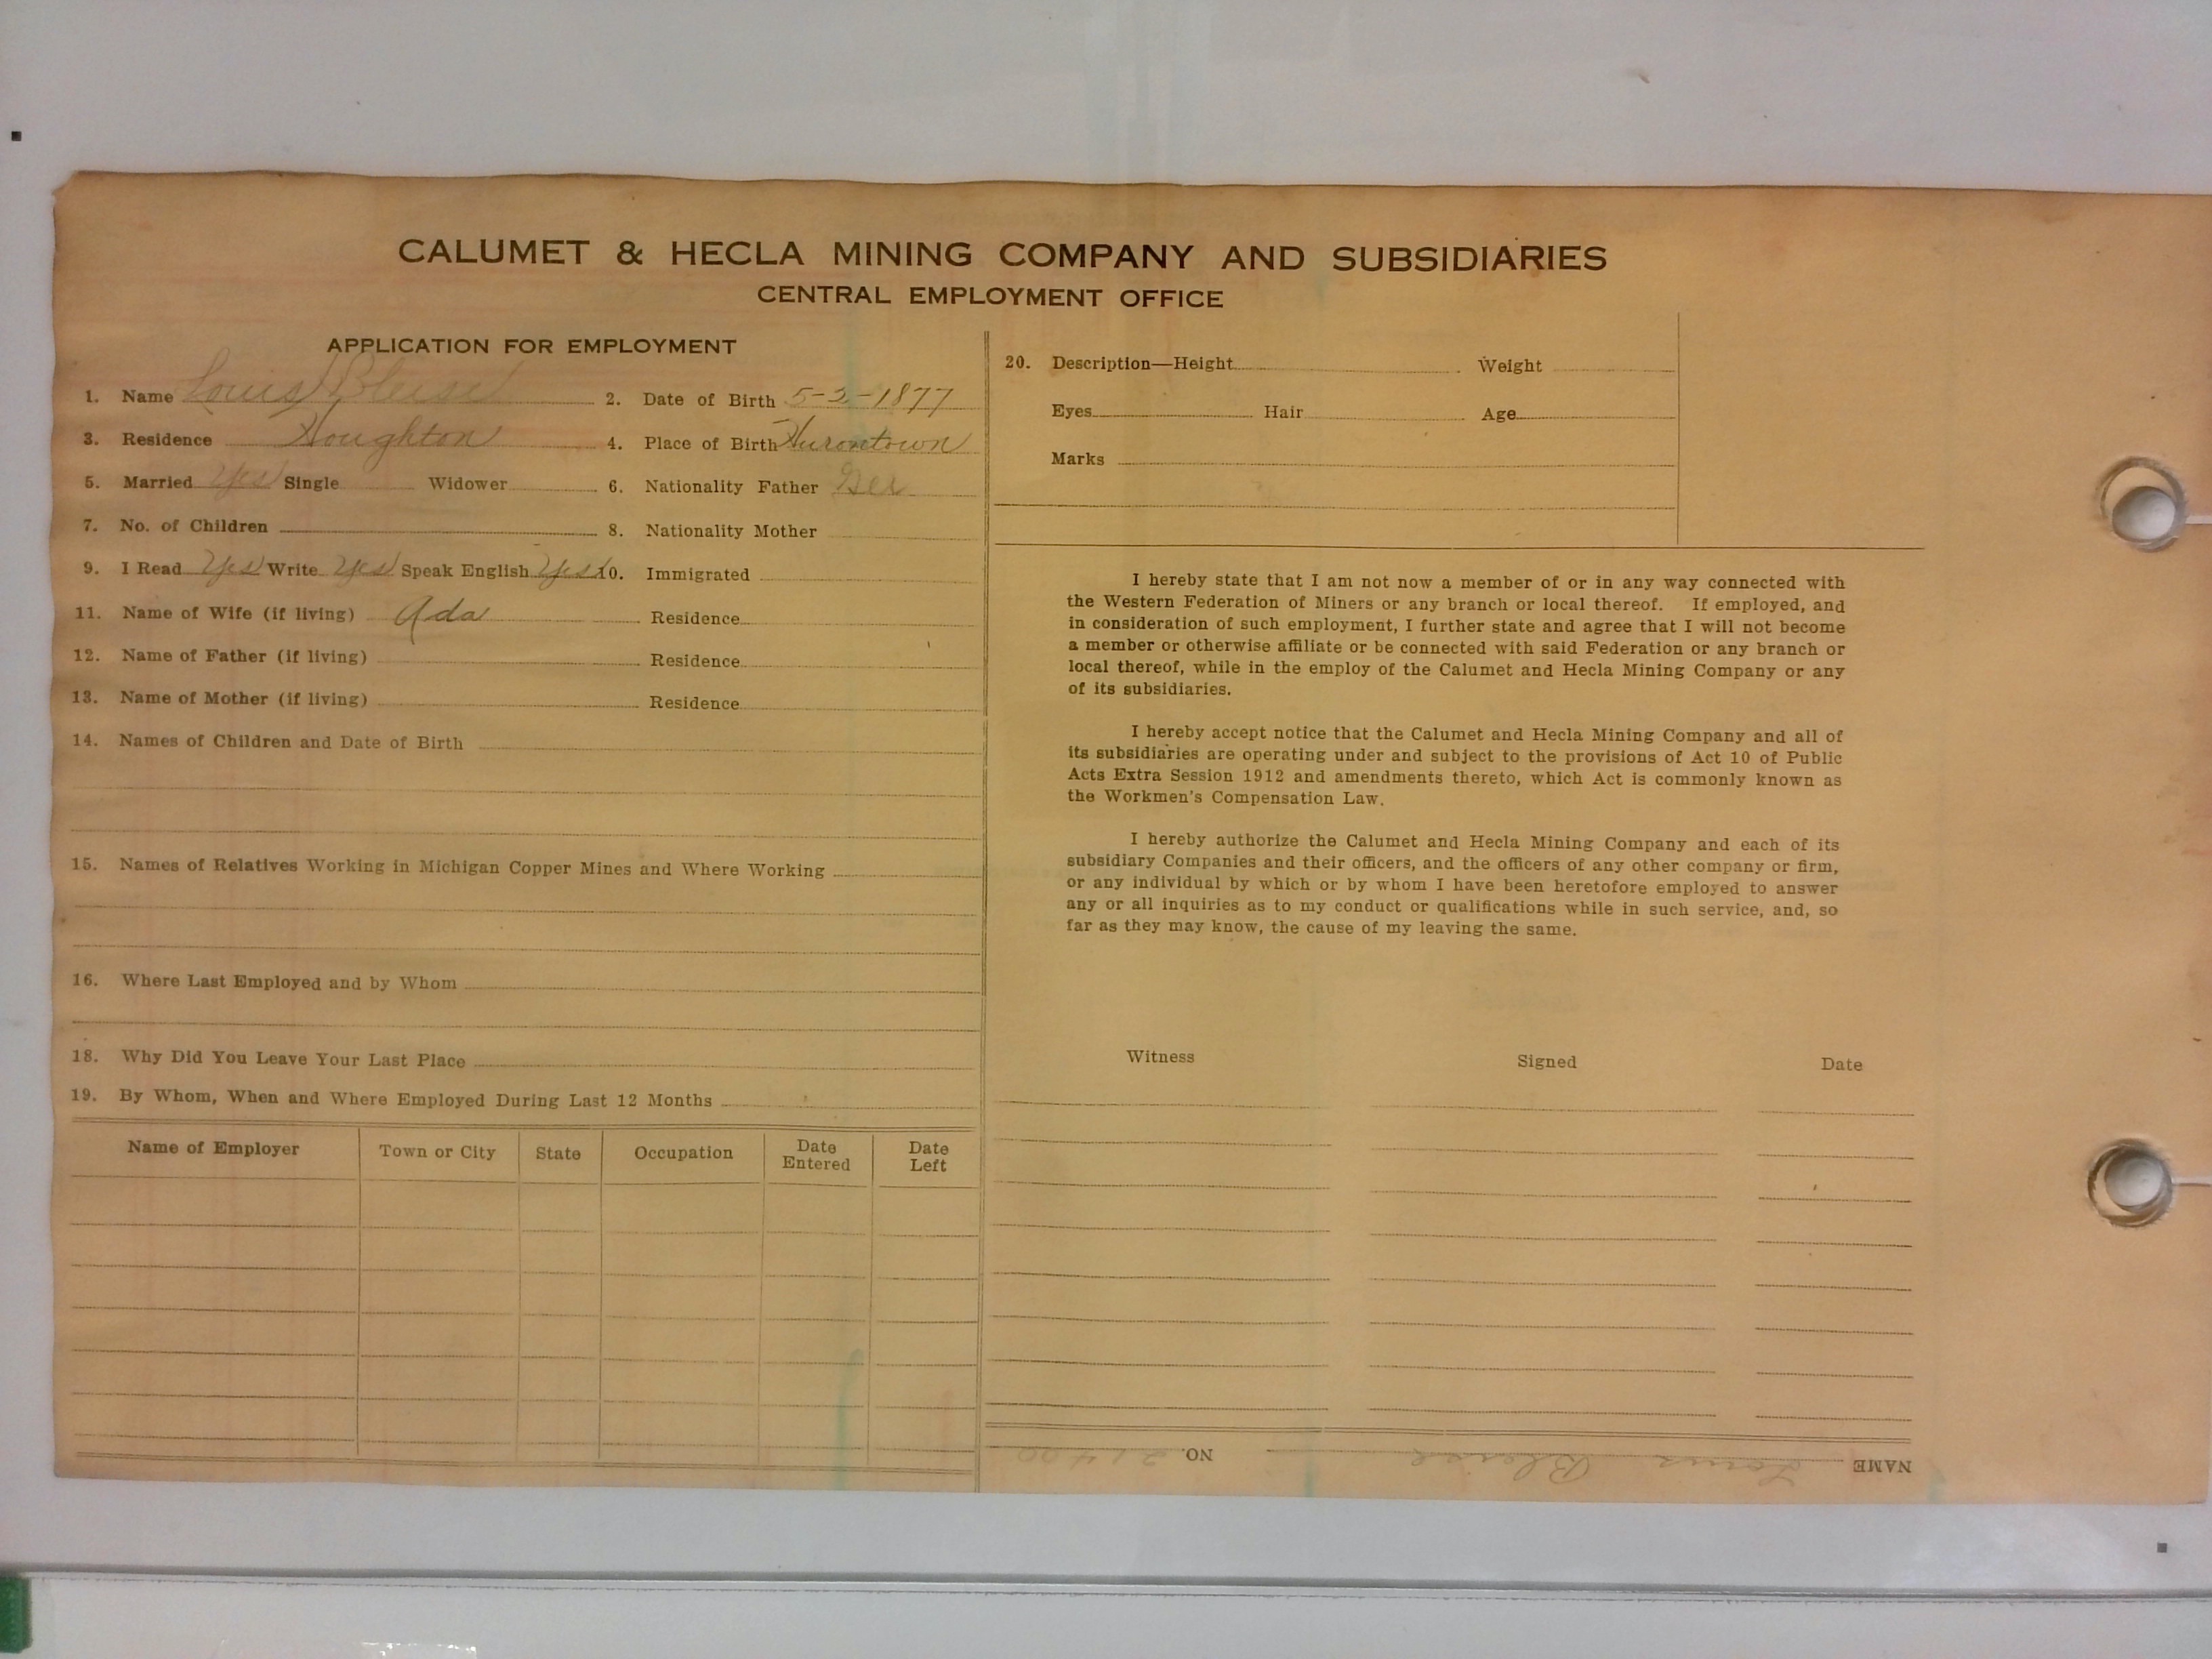 CALUMET & HECLA MINING COMPANY AND SUBSIDIARIES
CENTRAL EMPLOYMENT OFFICE
APPLICATION FOR EMPLOYMENT
1. Name Louis 2. Date of Birth 5-2-1877
3. Residence Houghton 4. Place of Birth Hurontown
5. Married Yes Single Widower 6. Nationality Father Ger
7. No. of Children 8. Nationality Mother
9. I Read Yes Write Yes Speak English Yes 10. Immigrated
11. Name of Wife (if living) Ada Residence
12. Name of Father (if living) Residence
13. Name of Mother (if living) Residence
14. Names of Children and Date of Birth
15. Names of Relatives Working in Michigan Copper Mines and Where Working
16. Where Last Employed and by Whom
18. Why Did You Leave Your Last Place
19. By Whom, When and Where Employed During Last 12 Months
Name of Employer Town or City State Occupation Date Entered Date Left
20. Description—Height Weight
Eyes Hair Age
Marks
I hereby state that I am not now a member of or in any way connected with
the Western Federation of Miners or any branch or local thereof. If employed, and
in consideration of such employment, I further state and agree that I will not become
a member or otherwise affiliate or be connected with said Federation or any branch or
local thereof, while in the employ of the Calumet and Hecla Mining Company or any
of its subsidiaries.
I hereby accept notice that the Calumet and Hecla Mining Company and all of
its subsidiaries are operating under and subject to the provisions of Act 10 of Public
Acts Extra Session 1912 and amendments thereto, which Act is commonly known as
the Workmen's Compensation Law.
I hereby authorize the Calumet and Hecla Mining Company and each of its
subsidiary Companies and their officers, and the officers of any other company or firm,
or any individual by which or by whom I have been heretofore employed to answer
any or all inquiries as to my conduct or qualifications while in such service, and, so
far as they may know, the cause of my leaving the same.
Witness Signed Date
NAME Louis NO. 21400